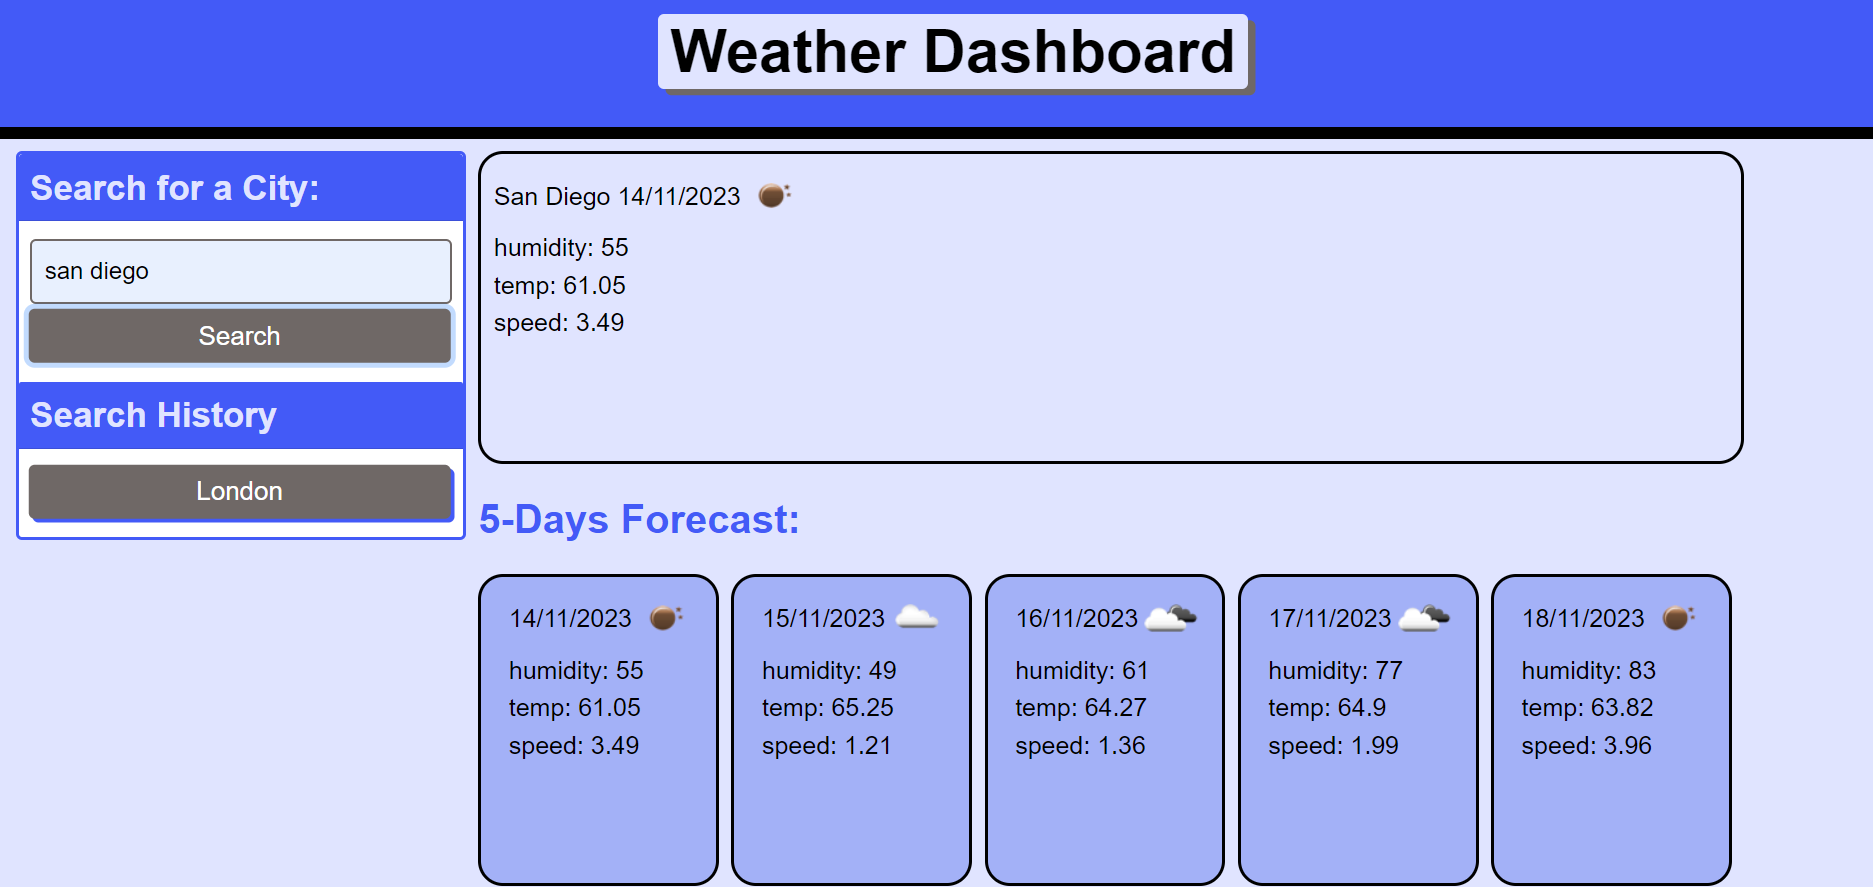 Weather Dashboard
Search for a City:
san diego
Search
Search History
London
San Diego 14/11/2023
humidity: 55
temp: 61.05
speed: 3.49
5-Days Forecast:
14/11/2023
humidity: 55
temp: 61.05
speed: 3.49
15/11/2023
humidity: 49
temp: 65.25
speed: 1.21
16/11/2023
humidity: 61
temp: 64.27
speed: 1.36
17/11/2023
humidity: 77
temp: 64.9
speed: 1.99
18/11/2023
humidity: 83
temp: 63.82
speed: 3.96